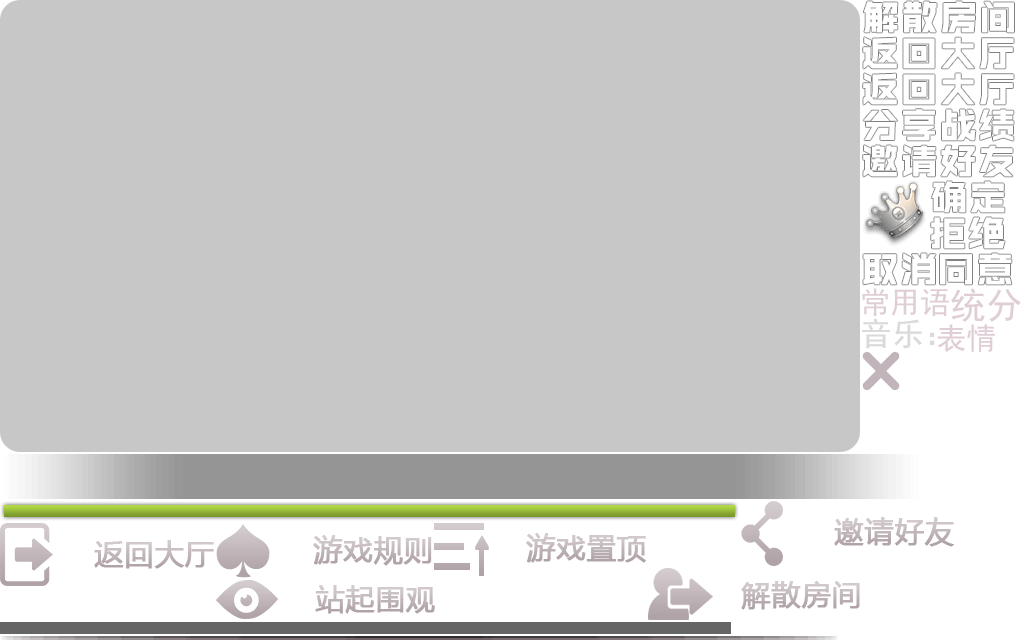 解散房间
返回大厅
返回大厅
分享战绩
邀请好友
确定
拒绝
取消同意
常用语统分
音乐:表情
邀请好友
返回大厅
游戏规则
游戏置顶
站起围观
解散房间